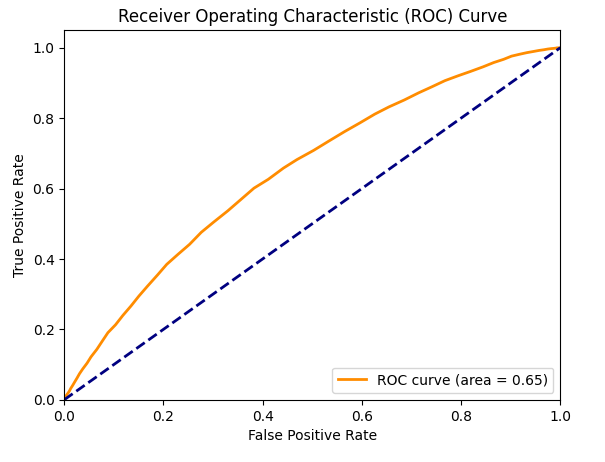 Receiver Operating Characteristic (ROC) Curve
True Positive Rate
1.0
0.8
0.6
0.4
0.2
0.0
0.0 0.2 0.4 0.6 0.8 1.0
False Positive Rate
ROC curve (area = 0.65)